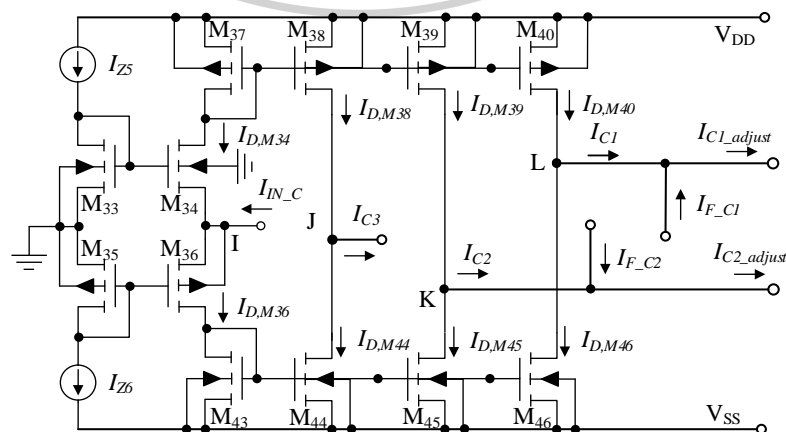 M37 M38 M39 M40 VDD
IZ5
ID,M38 ID,M39 ID,M40
ID,M34 IC1 IC1_adjust
L
M33 M34 IIN_C
J IC3 IF_C1
M35 M36 I
IC2 IF_C2 IC2_adjust
K
ID,M36
ID,M44 ID,M45 ID,M46
IZ6
M43 M44 M45 M46 VSS